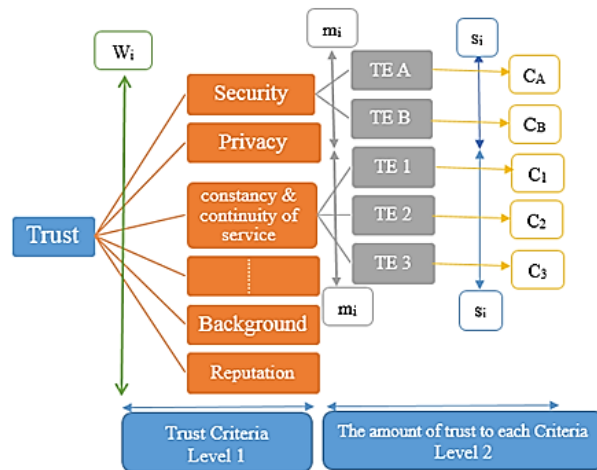 Wi
mi
si
TE A
CA
Security
TE B
CB
Privacy
TE 1
C1
constancy &
continuity of
service
TE 2
C2
Trust
TE 3
C3
Background
mi
si
Reputation
Trust Criteria
Level 1
The amount of trust to each Criteria
Level 2